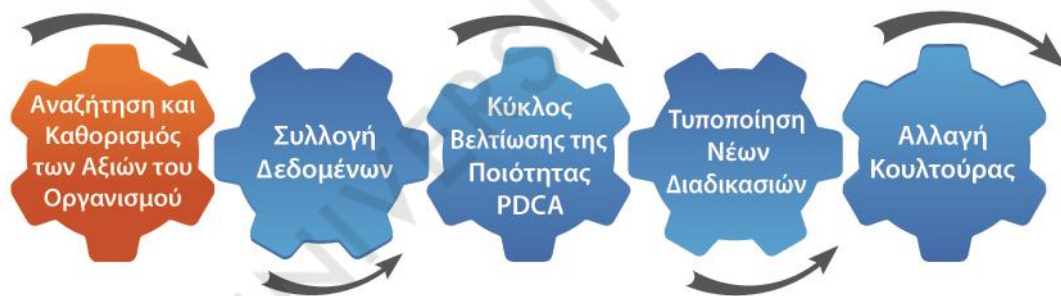 Αναζήτηση και
Καθορισμός
των Αξιών του
Οργανισμού
Συλλογή
Δεδομένων
Κύκλος
Βελτίωσης της
Ποιότητας
PDCA
Τυποποίηση
Νέων
Διαδικασιών
Αλλαγή
Κουλτούρας